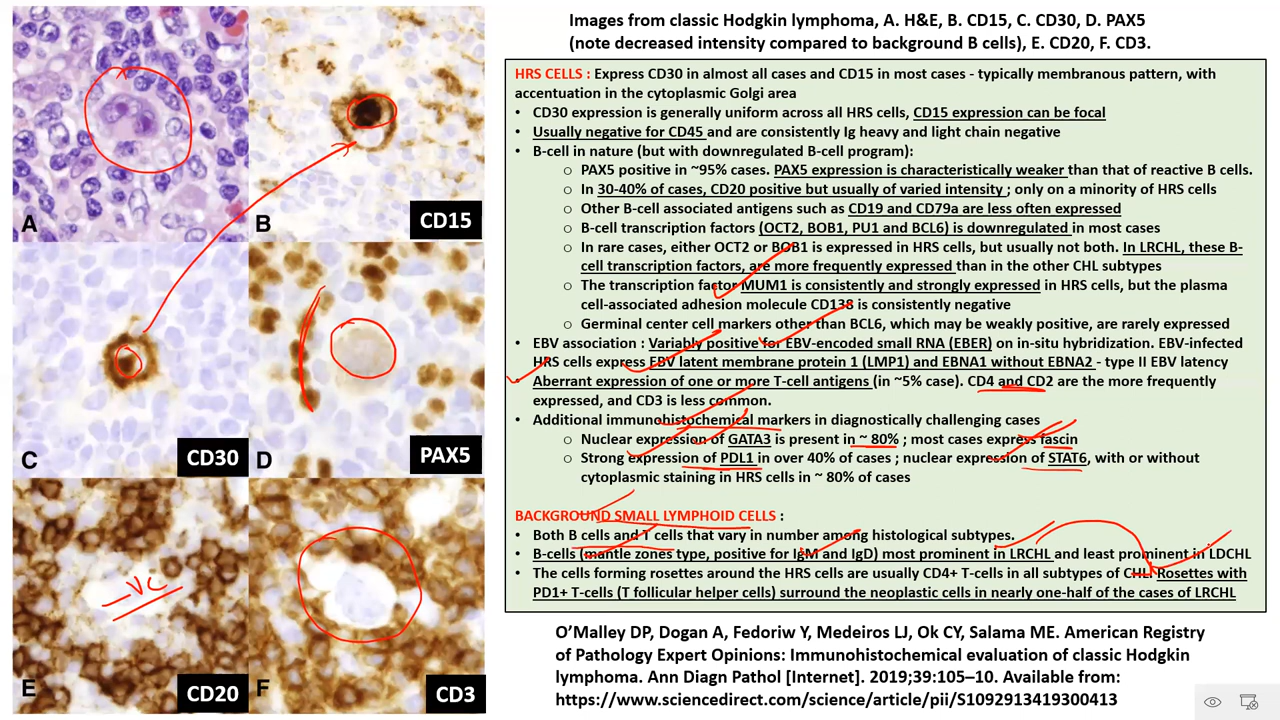 Images from classic Hodgkin lymphoma, A. H&E, B. CD15, C. CD30, D. PAX5
(note decreased intensity compared to background B cells), E. CD20, F. CD3.
A
B
CD15
C
CD30
D
PAX5
-VC
E
CD20
F
CD3
HRS CELLS : Express CD30 in almost all cases and CD15 in most cases - typically membranous pattern, with
accentuation in the cytoplasmic Golgi area
• CD30 expression is generally uniform across all HRS cells, CD15 expression can be focal
• Usually negative for CD45 and are consistently Ig heavy and light chain negative
• B-cell in nature (but with downregulated B-cell program):
o PAX5 positive in ~95% cases. PAX5 expression is characteristically weaker than that of reactive B cells.
o In 30-40% of cases, CD20 positive but usually of varied intensity ; only on a minority of HRS cells
o Other B-cell associated antigens such as CD19 and CD79a are less often expressed
o B-cell transcription factors (OCT2, BOB1, PU1 and BCL6) is downregulated in most cases
o In rare cases, either OCT2 or BOB1 is expressed in HRS cells, but usually not both. In LRCHL, these B-
cell transcription factors, are more frequently expressed than in the other CHL subtypes
o The transcription factor MUM1 is consistently and strongly expressed in HRS cells, but the plasma
cell-associated adhesion molecule CD138 is consistently negative
o Germinal center cell markers other than BCL6, which may be weakly positive, are rarely expressed
• EBV association : Variably positive for EBV-encoded small RNA (EBER) on in-situ hybridization. EBV-infected
HRS cells express EBV latent membrane protein 1 (LMP1) and EBNA1 without EBNA2 - type II EBV latency
Aberrant expression of one or more T-cell antigens (in ~5% case). CD4 and CD2 are the more frequently
expressed, and CD3 is less common.
• Additional immunohistochemical markers in diagnostically challenging cases
o Nuclear expression of GATA3 is present in ~ 80% ; most cases express fascin
o Strong expression of PDL1 in over 40% of cases ; nuclear expression of STAT6, with or without
cytoplasmic staining in HRS cells in ~ 80% of cases
BACKGROUND SMALL LYMPHOID CELLS :
• Both B cells and T cells that vary in number among histological subtypes.
• B-cells (mantle zones type, positive for IgM and IgD) most prominent in LRCHL and least prominent in LDCHL
• The cells forming rosettes around the HRS cells are usually CD4+ T-cells in all subtypes of CHL. Rosettes with
PD1+ T-cells (T follicular helper cells) surround the neoplastic cells in nearly one-half of the cases of LRCHL
O’Malley DP, Dogan A, Fedoriw Y, Medeiros LJ, Ok CY, Salama ME. American Registry
of Pathology Expert Opinions: Immunohistochemical evaluation of classic Hodgkin
lymphoma. Ann Diagn Pathol [Internet]. 2019;39:105–10. Available from:
https://www.sciencedirect.com/science/article/pii/S1092913419300413